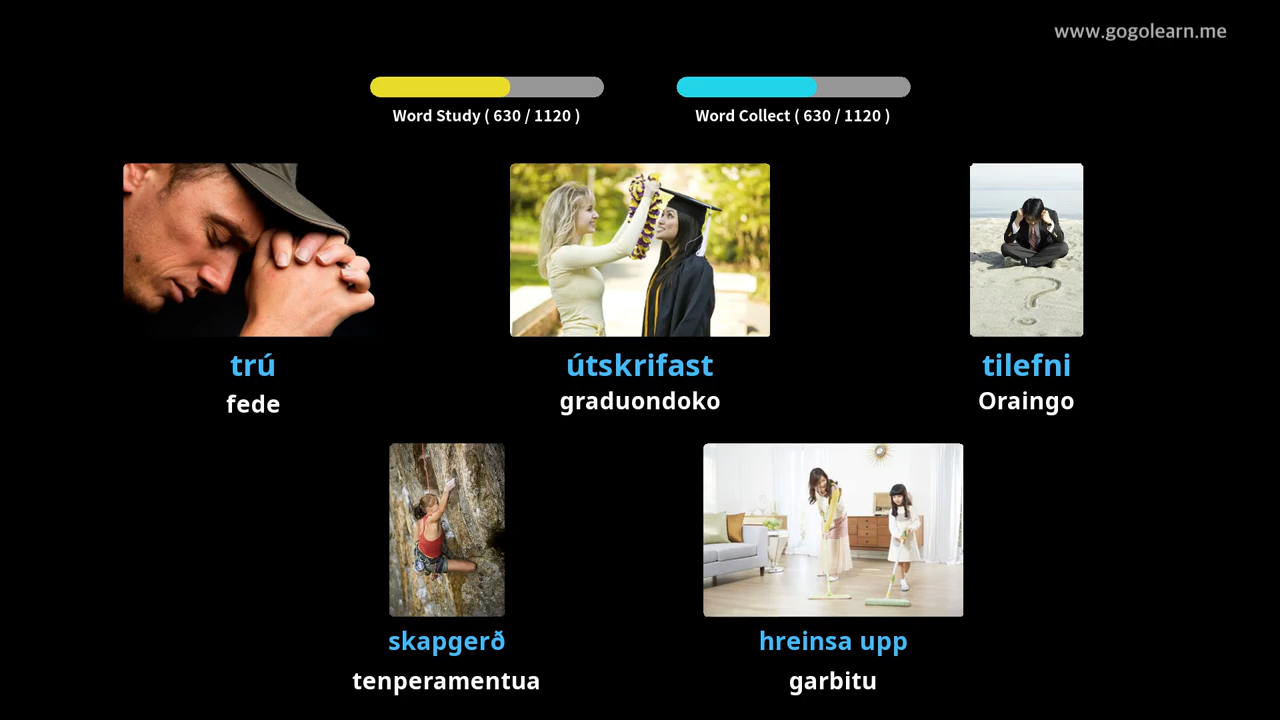 www.gogolearn.me
Word Study ( 630 / 1120 )
Word Collect ( 630 / 1120 )
trú
fede
útskrifast
graduondoko
tilefni
Oraingo
skapgerð
tenperamentua
hreinsa upp
garbitu